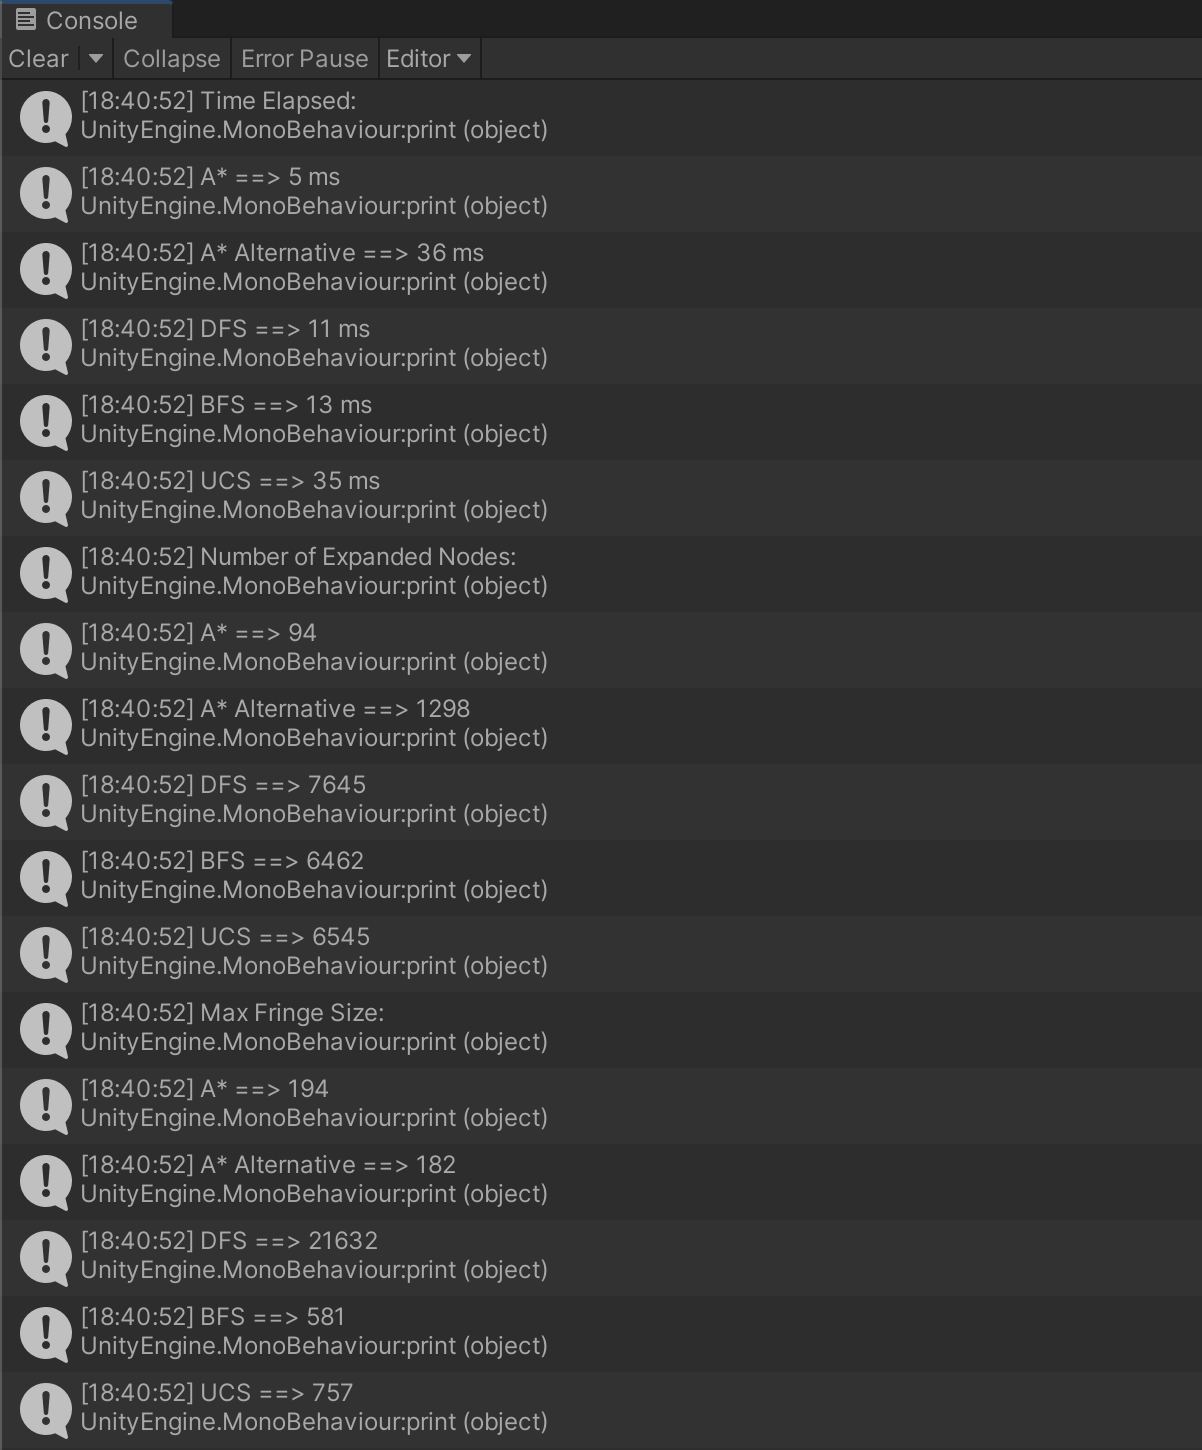 Console
Clear Collapse Error Pause Editor
[18:40:52] Time Elapsed:
UnityEngine.MonoBehaviour:print (object)
[18:40:52] A* ==> 5 ms
UnityEngine.MonoBehaviour:print (object)
[18:40:52] A* Alternative ==> 36 ms
UnityEngine.MonoBehaviour:print (object)
[18:40:52] DFS ==> 11 ms
UnityEngine.MonoBehaviour:print (object)
[18:40:52] BFS ==> 13 ms
UnityEngine.MonoBehaviour:print (object)
[18:40:52] UCS ==> 35 ms
UnityEngine.MonoBehaviour:print (object)
[18:40:52] Number of Expanded Nodes:
UnityEngine.MonoBehaviour:print (object)
[18:40:52] A* ==> 94
UnityEngine.MonoBehaviour:print (object)
[18:40:52] A* Alternative ==> 1298
UnityEngine.MonoBehaviour:print (object)
[18:40:52] DFS ==> 7645
UnityEngine.MonoBehaviour:print (object)
[18:40:52] BFS ==> 6462
UnityEngine.MonoBehaviour:print (object)
[18:40:52] UCS ==> 6545
UnityEngine.MonoBehaviour:print (object)
[18:40:52] Max Fringe Size:
UnityEngine.MonoBehaviour:print (object)
[18:40:52] A* ==> 194
UnityEngine.MonoBehaviour:print (object)
[18:40:52] A* Alternative ==> 182
UnityEngine.MonoBehaviour:print (object)
[18:40:52] DFS ==> 21632
UnityEngine.MonoBehaviour:print (object)
[18:40:52] BFS ==> 581
UnityEngine.MonoBehaviour:print (object)
[18:40:52] UCS ==> 757
UnityEngine.MonoBehaviour:print (object)